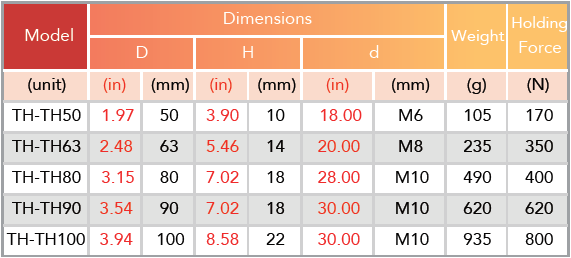 Model Dimensions Weight Holding Force
D H d
(unit) (in) (mm) (in) (mm) (in) (mm) (g) (N)
TH-TH50 1.97 50 3.90 10 18.00 M6 105 170
TH-TH63 2.48 63 5.46 14 20.00 M8 235 350
TH-TH80 3.15 80 7.02 18 28.00 M10 490 400
TH-TH90 3.54 90 7.02 18 30.00 M10 620 620
TH-TH100 3.94 100 8.58 22 30.00 M10 935 800